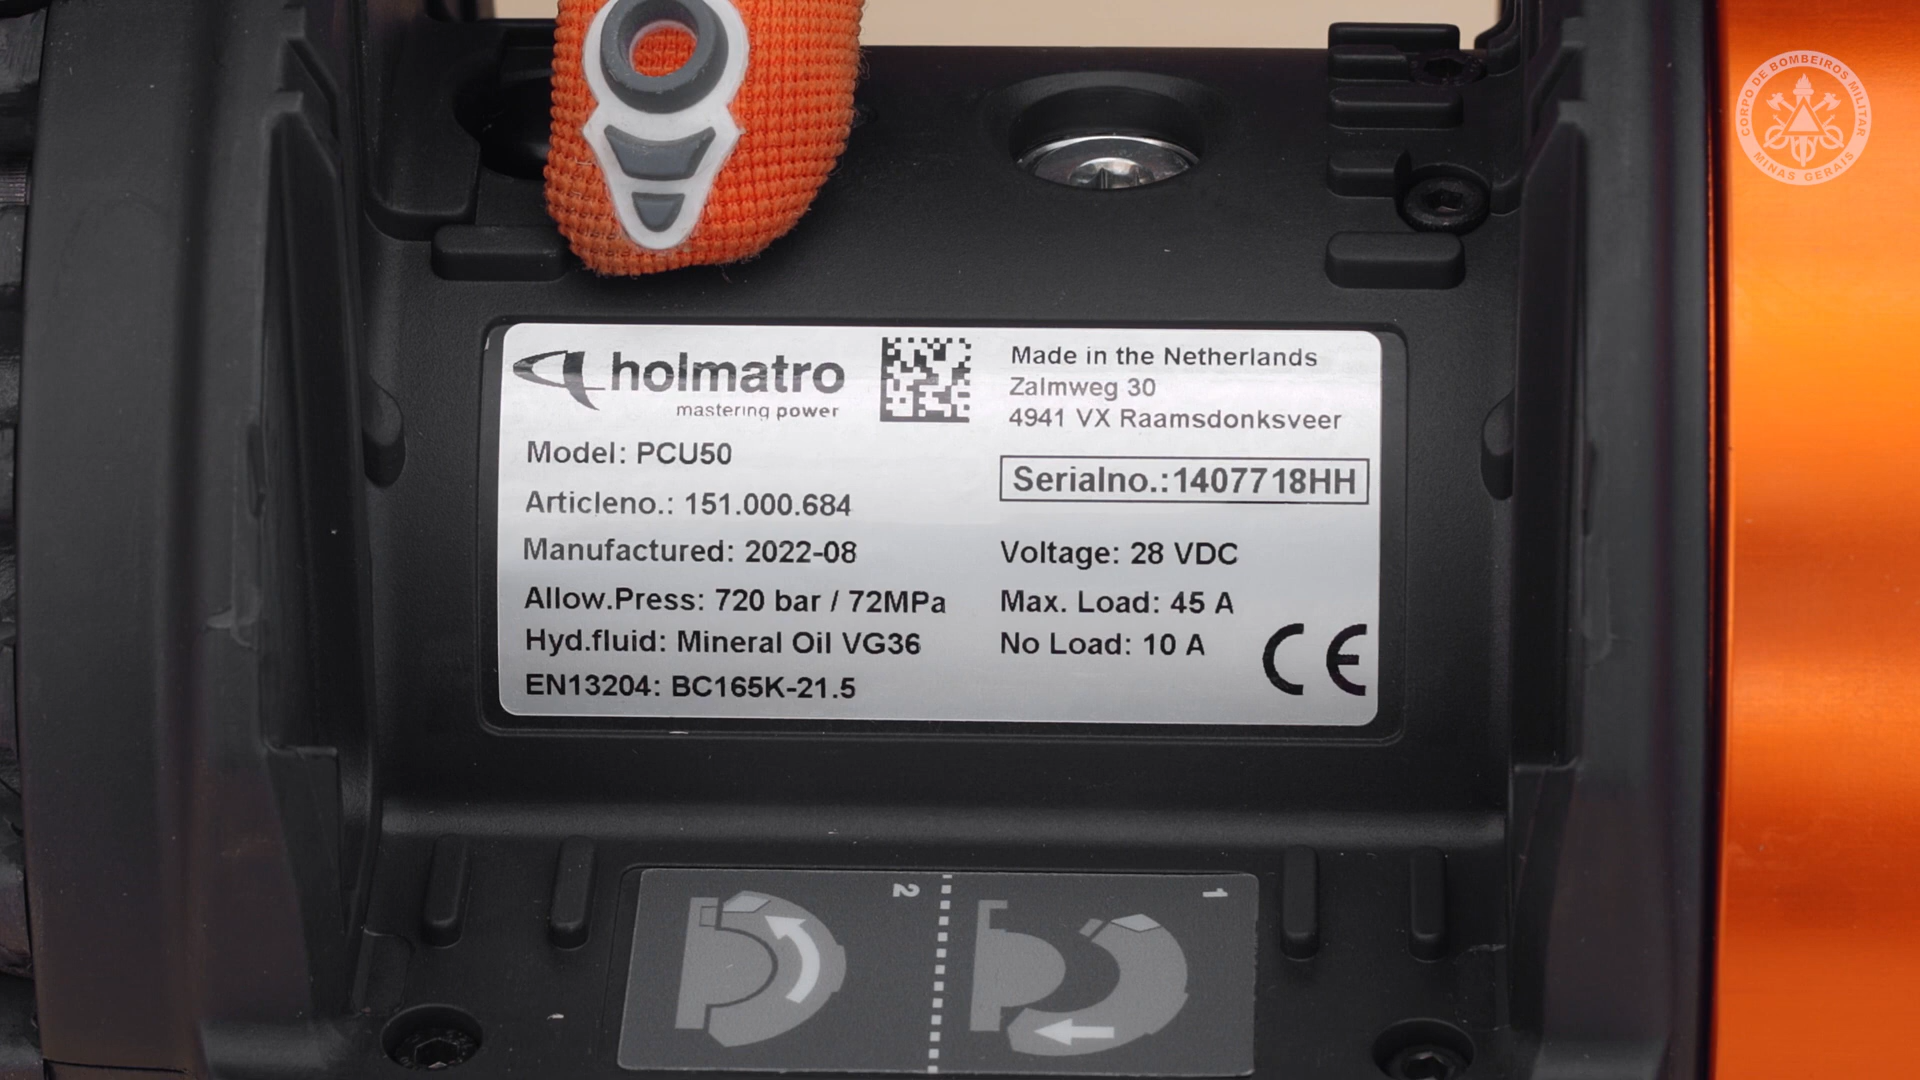 CORPO DE BOMBEIROS MILITAR
MINAS GERAIS
holmatro
mastering power
Made in the Netherlands
Zalmweg 30
4941 VX Raamsdonksveer
Model: PCU50
Serialno.:1407718HH
Articleno.: 151.000.684
Manufactured: 2022-08
Voltage: 28 VDC
Allow.Press: 720 bar / 72MPa
Max. Load: 45 A
Hyd.fluid: Mineral Oil VG36
No Load: 10 A
EN13204: BC165K-21.5
CE
1
2